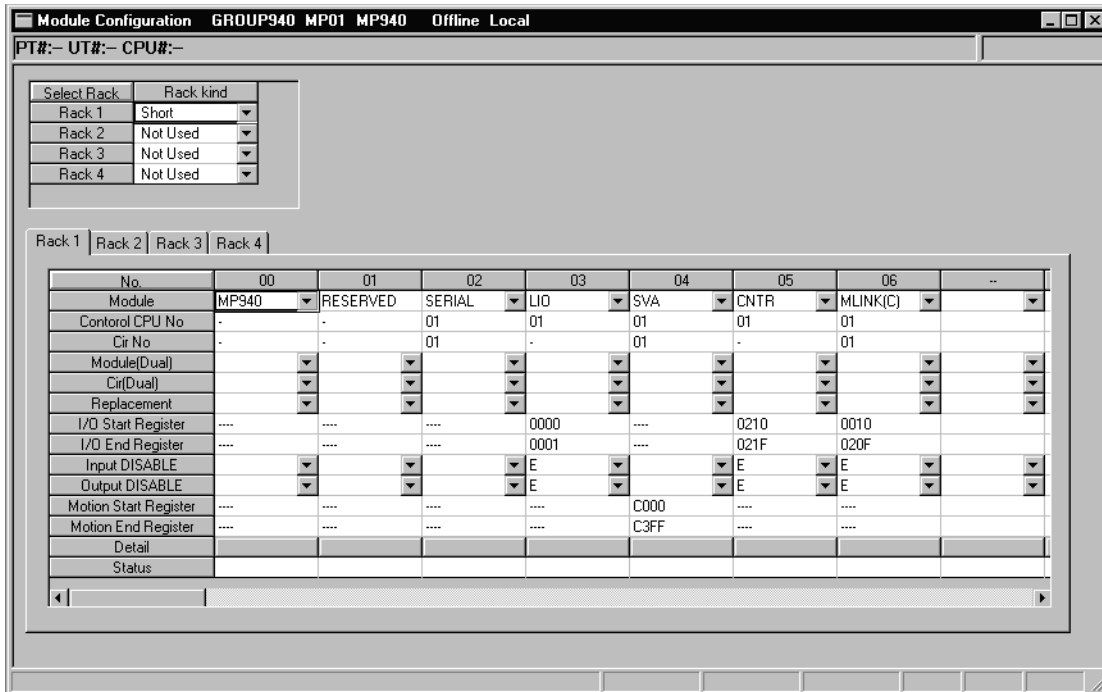 Module Configuration GROUP940 MP01 MP940 Offline Local
PT#:– UT#:– CPU#:–
Select Rack Rack kind
Rack 1 Short
Rack 2 Not Used
Rack 3 Not Used
Rack 4 Not Used
Rack 1 Rack 2 Rack 3 Rack 4
No. 00 01 02 03 04 05 06 --
Module MP940 RESERVED SERIAL LIO SVA CNTR MLINK(C)
Contorol CPU No - - 01 01 01 01 01
Cir No - - 01 - 01 - 01
Module(Dual)
Cir(Dual)
Replacement
I/O Start Register ---- ---- ---- 0000 ---- 0210 0010
I/O End Register ---- ---- ---- 0001 ---- 021F 020F
Input DISABLE E E E
Output DISABLE E E E
Motion Start Register ---- ---- ---- ---- C000 ---- ----
Motion End Register ---- ---- ---- ---- C3FF ---- ----
Detail
Status